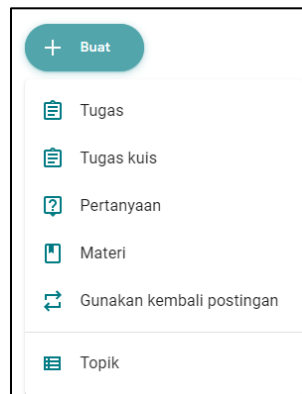 Buat
Tugas
Tugas kuis
Pertanyaan
Materi
Gunakan kembali postingan
Topik